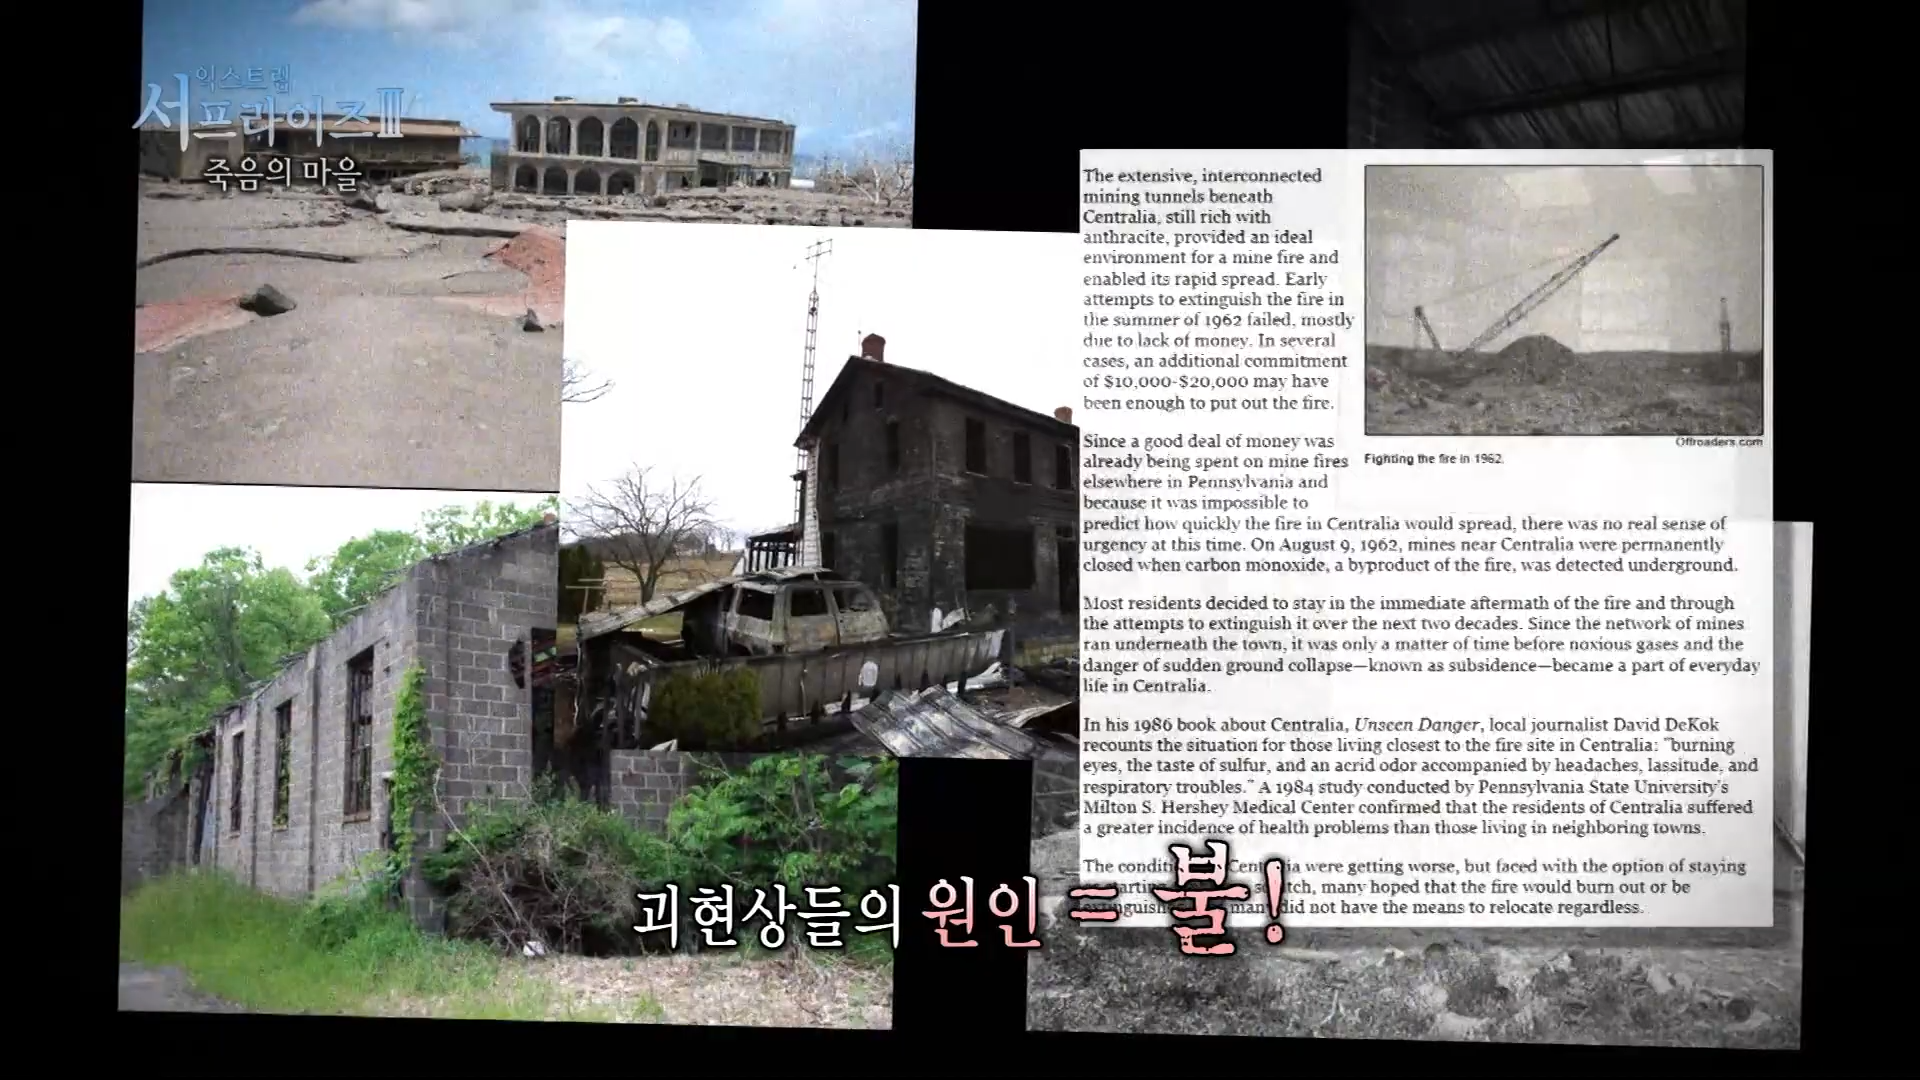 익스트림
서프라이즈Ⅲ
죽음의 마을
The extensive, interconnected
mining tunnels beneath
Centralia, still rich with
anthracite, provided an ideal
environment for a mine fire and
enabled its rapid spread. Early
attempts to extinguish the fire in
the summer of 1962 failed, mostly
due to lack of money. In several
cases, an additional commitment
of $10,000-$20,000 may have
been enough to put out the fire.
Offroaders.com
Fighting the fire in 1962.
Since a good deal of money was
already being spent on mine fires
elsewhere in Pennsylvania and
because it was impossible to
predict how quickly the fire in Centralia would spread, there was no real sense of
urgency at this time. On August 9, 1962, mines near Centralia were permanently
closed when carbon monoxide, a byproduct of the fire, was detected underground.
Most residents decided to stay in the immediate aftermath of the fire and through
the attempts to extinguish it over the next two decades. Since the network of mines
ran underneath the town, it was only a matter of time before noxious gases and the
danger of sudden ground collapse—known as subsidence—became a part of everyday
life in Centralia.
In his 1986 book about Centralia, Unseen Danger, local journalist David DeKok
recounts the situation for those living closest to the fire site in Centralia: "burning
eyes, the taste of sulfur, and an acrid odor accompanied by headaches, lassitude, and
respiratory troubles." A 1984 study conducted by Pennsylvania State University's
Milton S. Hershey Medical Center confirmed that the residents of Centralia suffered
a greater incidence of health problems than those living in neighboring towns.
The were getting worse, but faced with the option of staying
many hoped that the fire would burn out or be
did not have the means to relocate regardless.
괴현상들의 원인 = 불!